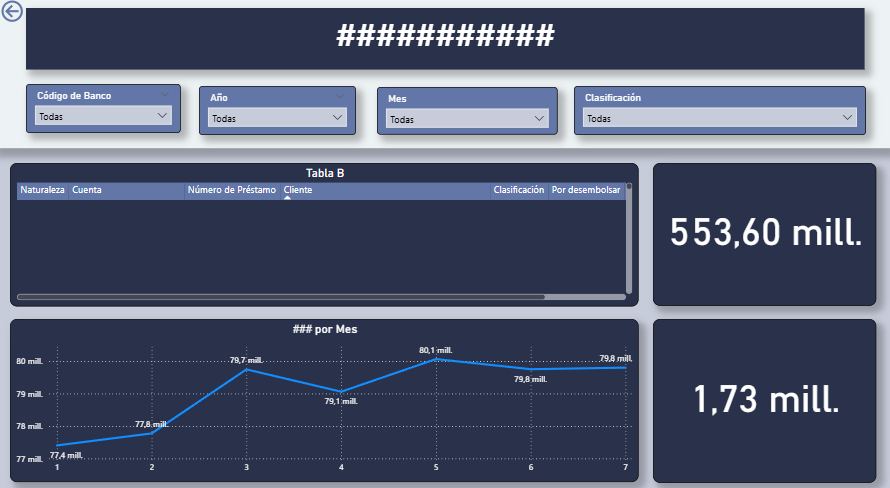 ###########
Código de Banco
Todas
Año
Todas
Mes
Todas
Clasificación
Todas
Tabla B
Naturaleza Cuenta Número de Préstamo Cliente Clasificación Por desembolsar
553,60 mill.
### por Mes
80 mill.
79 mill.
78 mill.
77 mill.
77,4 mill.
77,8 mill.
79,7 mill.
79,1 mill.
80,1 mill.
79,8 mill.
79,8 mill.
1 2 3 4 5 6 7
1,73 mill.